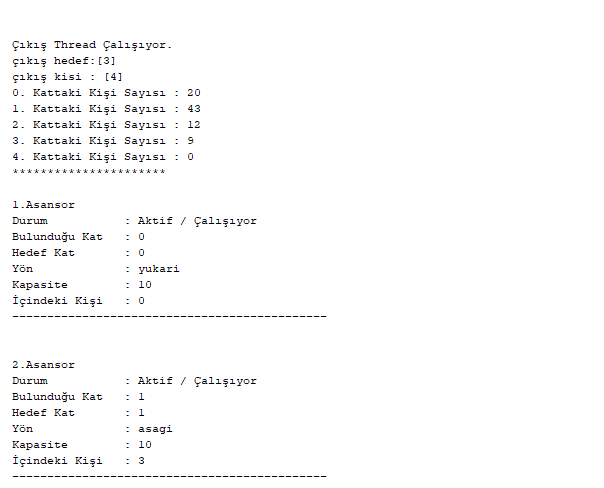 Çıkış Thread Çalışıyor.
çıkış hedef:[3]
çıkış kisi : [4]
0. Kattaki Kişi Sayısı : 20
1. Kattaki Kişi Sayısı : 43
2. Kattaki Kişi Sayısı : 12
3. Kattaki Kişi Sayısı : 9
4. Kattaki Kişi Sayısı : 0
**********************
1.Asansor
Durum : Aktif / Çalışıyor
Bulunduğu Kat : 0
Hedef Kat : 0
Yön : yukari
Kapasite : 10
İçindeki Kişi : 0
---------------------------------------------
2.Asansor
Durum : Aktif / Çalışıyor
Bulunduğu Kat : 1
Hedef Kat : 1
Yön : asagi
Kapasite : 10
İçindeki Kişi : 3
---------------------------------------------